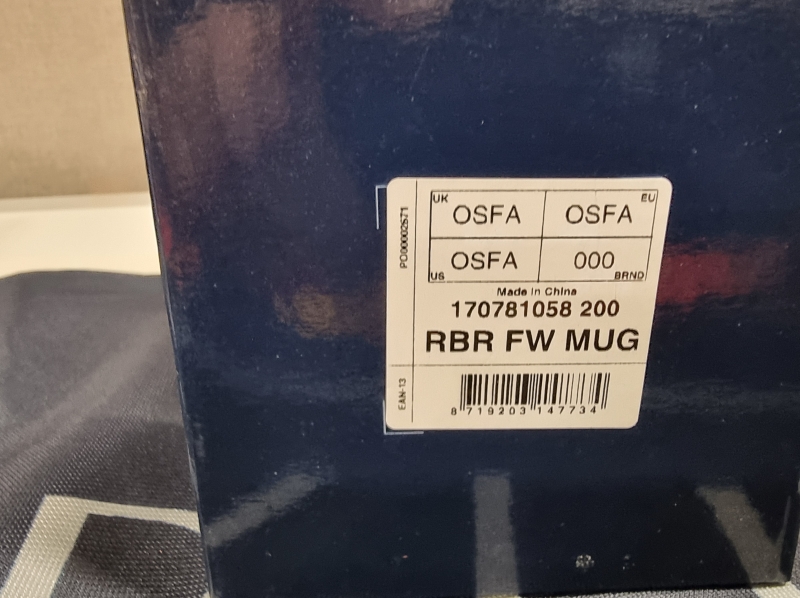 PO00002671
UK OSFA OSFA EU
US OSFA 000 BRND
Made in China
170781058 200
RBR FW MUG
EAN-13
8 719203 147734